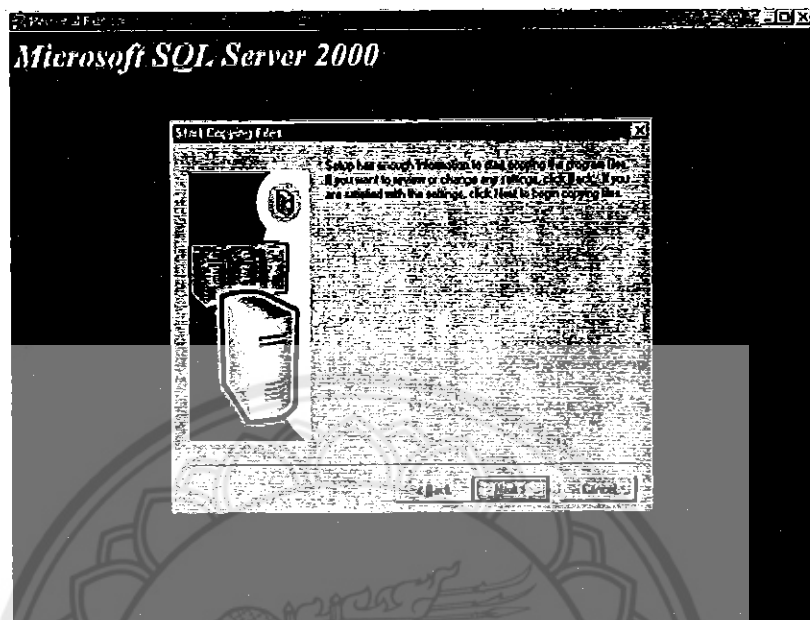 Microsoft SQL Server 2000
Start Copying Files
Setup has enough information to start copying the program files.
If you want to review or change any settings, click Back. If you
are satisfied with the settings, click Next to begin copying files.
< Back
Next >
Cancel